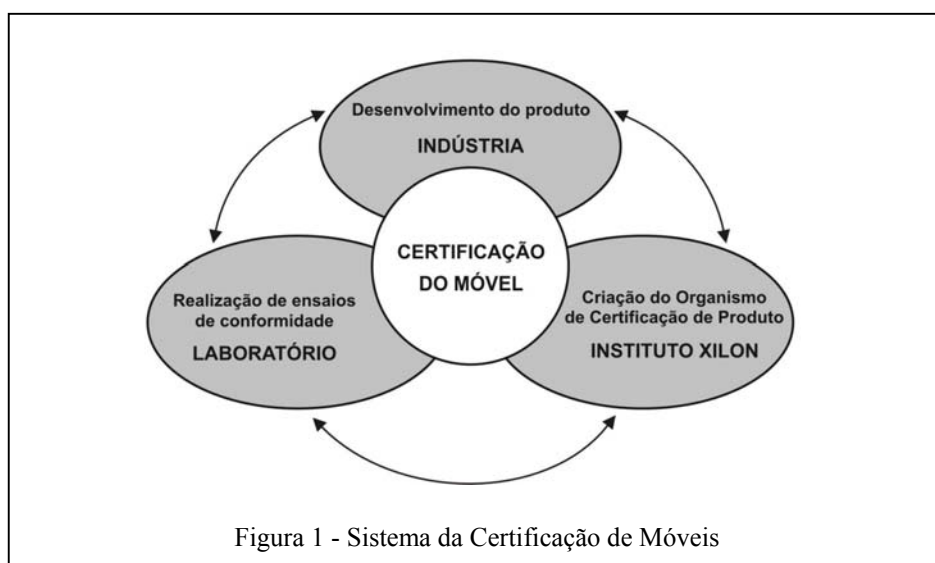 Desenvolvimento do produto
INDÚSTRIA
CERTIFICAÇÃO
DO MÓVEL
Realização de ensaios
de conformidade
LABORATÓRIO
Criação do Organismo
de Certificação de Produto
INSTITUTO XILON
Figura 1 - Sistema da Certificação de Móveis